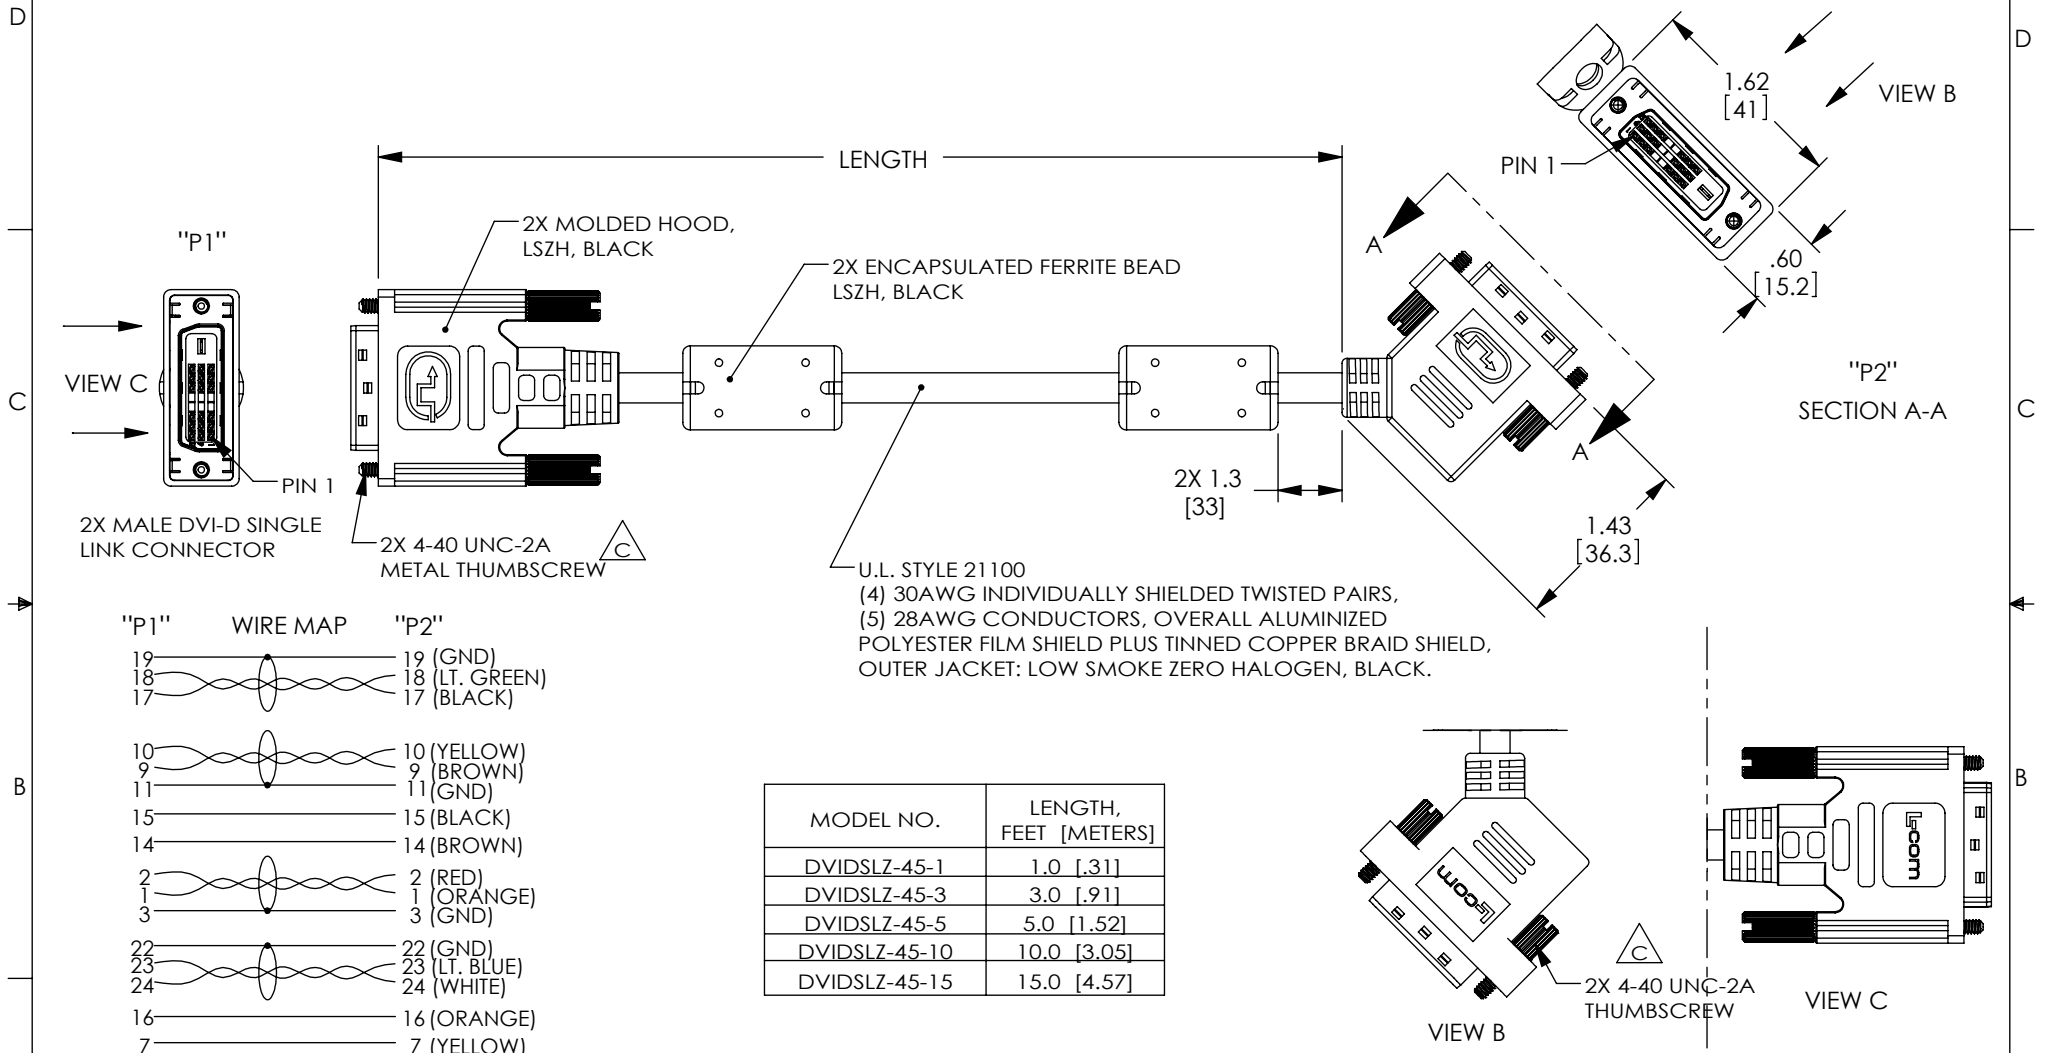 D
D
1.62
[41]
VIEW B
LENGTH
PIN 1
"P1"
2X MOLDED HOOD,
LSZH, BLACK
A
2X ENCAPSULATED FERRITE BEAD
LSZH, BLACK
.60
[15.2]
VIEW C
"P2"
SECTION A-A
C
C
A
PIN 1
2X 1.3
[33]
2X MALE DVI-D SINGLE
LINK CONNECTOR
2X 4-40 UNC-2A
METAL THUMBSCREW
C
1.43
[36.3]
U.L. STYLE 21100
(4) 30AWG INDIVIDUALLY SHIELDED TWISTED PAIRS,
(5) 28AWG CONDUCTORS, OVERALL ALUMINIZED
POLYESTER FILM SHIELD PLUS TINNED COPPER BRAID SHIELD,
OUTER JACKET: LOW SMOKE ZERO HALOGEN, BLACK.
"P1" WIRE MAP "P2"
19 19 (GND)
18 18 (LT. GREEN)
17 17 (BLACK)
10 10 (YELLOW)
9 9 (BROWN)
11 11 (GND)
15 15 (BLACK)
14 14 (BROWN)
2 2 (RED)
1 1 (ORANGE)
3 3 (GND)
22 22 (GND)
23 23 (LT. BLUE)
24 24 (WHITE)
16 16 (ORANGE)
7 7 (YELLOW)
B
B
MODEL NO. LENGTH,
FEET [METERS]
DVIDSLZ-45-1 1.0 [.31]
DVIDSLZ-45-3 3.0 [.91]
DVIDSLZ-45-5 5.0 [1.52]
DVIDSLZ-45-10 10.0 [3.05]
DVIDSLZ-45-15 15.0 [4.57]
L-com
L-com
C
2X 4-40 UNC-2A
THUMBSCREW
VIEW B
VIEW C